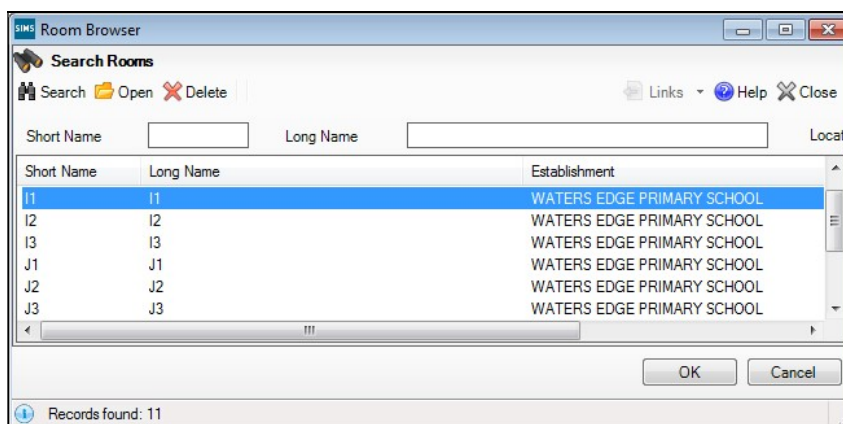 SIMS Room Browser
Search Rooms
Search Open Delete Links Help Close
Short Name Long Name Locat
Short Name Long Name Establishment
I1 I1 WATERS EDGE PRIMARY SCHOOL
I2 I2 WATERS EDGE PRIMARY SCHOOL
I3 I3 WATERS EDGE PRIMARY SCHOOL
J1 J1 WATERS EDGE PRIMARY SCHOOL
J2 J2 WATERS EDGE PRIMARY SCHOOL
J3 J3 WATERS EDGE PRIMARY SCHOOL
OK Cancel
Records found: 11